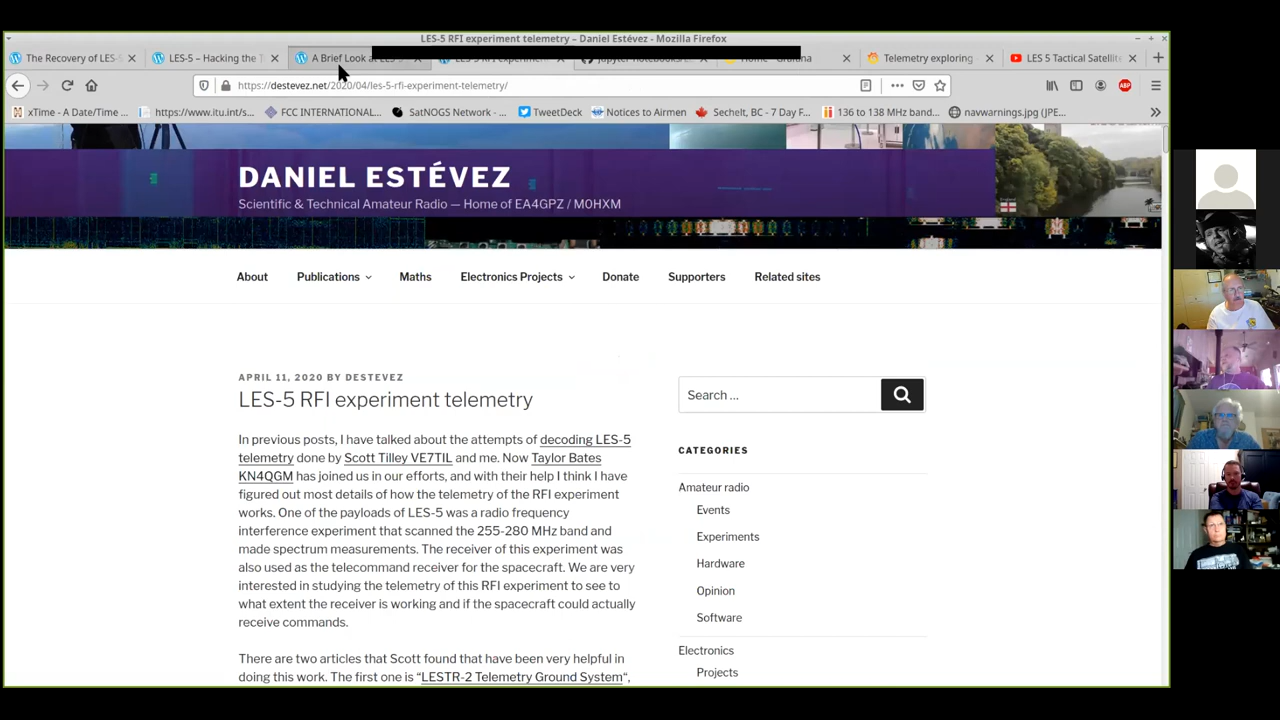 LES-5 RFI experiment telemetry – Daniel Estévez - Mozilla Firefox
The Recovery of LES-5
LES-5 – Hacking the T
A Brief Look at LES-5
Home - Grafana
Telemetry exploring
LES 5 Tactical Satellite
https://destevez.net/2020/04/les-5-rfi-experiment-telemetry/
ABP
xTime - A Date/Time ...
https://www.itu.int/s...
FCC INTERNATIONAL...
SatNOGS Network - ...
TweetDeck
Notices to Airmen
Sechelt, BC - 7 Day F...
136 to 138 MHz band...
navwarnings.jpg (JPE...
DANIEL ESTÉVEZ
Scientific & Technical Amateur Radio — Home of EA4GPZ / M0HXM
About
Publications
Maths
Electronics Projects
Donate
Supporters
Related sites
APRIL 11, 2020 BY DESTEVEZ
LES-5 RFI experiment telemetry
In previous posts, I have talked about the attempts of decoding LES-5
telemetry done by Scott Tilley VE7TIL and me. Now Taylor Bates
KN4QGM has joined us in our efforts, and with their help I think I have
figured out most details of how the telemetry of the RFI experiment
works. One of the payloads of LES-5 was a radio frequency
interference experiment that scanned the 255-280 MHz band and
made spectrum measurements. The receiver of this experiment was
also used as the telecommand receiver for the spacecraft. We are very
interested in studying the telemetry of this RFI experiment to see to
what extent the receiver is working and if the spacecraft could actually
receive commands.
There are two articles that Scott found that have been very helpful in
doing this work. The first one is “LESTR-2 Telemetry Ground System“,
Search …
CATEGORIES
Amateur radio
Events
Experiments
Hardware
Opinion
Software
Electronics
Projects